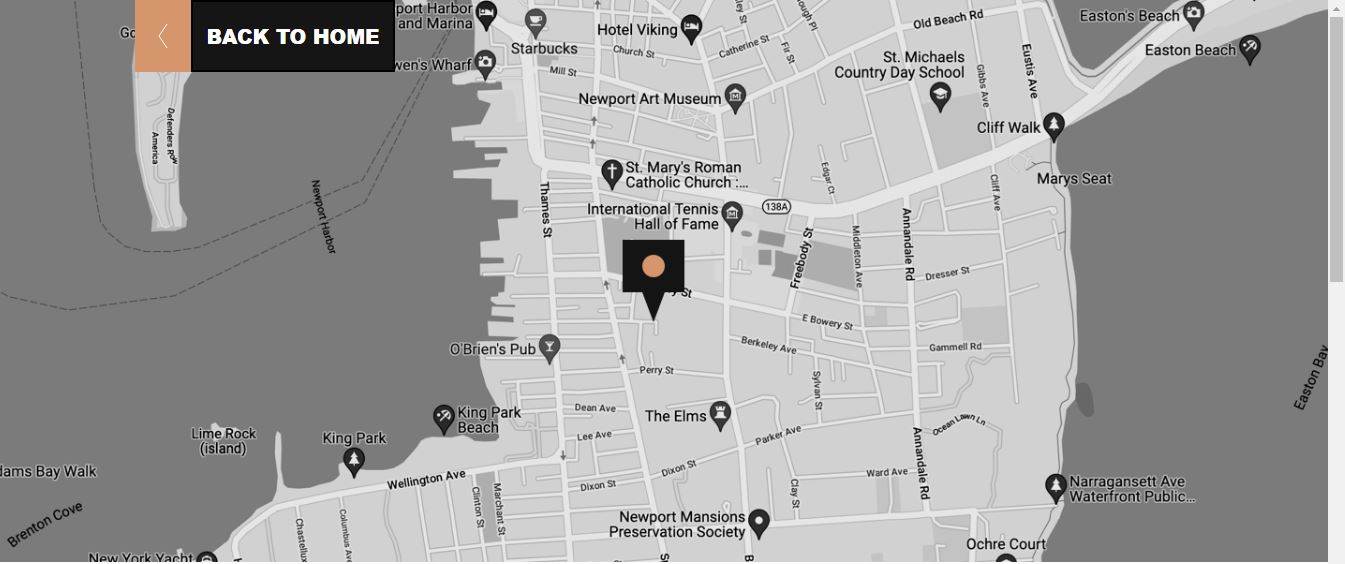 BACK TO HOME
port Harbor
and Marina
Starbucks
Hotel Viking
Church St
Catherine St
Fir St
Old Beach Rd
Easton's Beach
Easton Beach
Eustis Ave
St. Michaels
Country Day School
Gibbs Ave
wen's Wharf
Mill St
Newport Art Museum
Cliff Walk
Defenders Row
America
Newport Harbor
St. Mary's Roman
Catholic Church :...
Edgar Ct
Cliff Ave
Marys Seat
Thames St
International Tennis
Hall of Fame
138A
Freebody St
Middleton Ave
Annandale Rd
Dresser St
y St
E Bowery St
O'Brien's Pub
Berkeley Ave
Gammell Rd
Easton Bay
Perry St
Sylvan St
Dean Ave
The Elms
King Park
Beach
Lee Ave
Parker Ave
Ocean Lawn Ln
Annandale Rd
Lime Rock
(island)
King Park
dams Bay Walk
Wellington Ave
Dixon St
Dixon St
Ward Ave
Clay St
Narragansett Ave
Waterfront Public...
Brenton Cove
Clinton St
Marchant St
Columbus Ave
Chastellux
Newport Mansions
Preservation Society
Ochre Court
New York Yacht